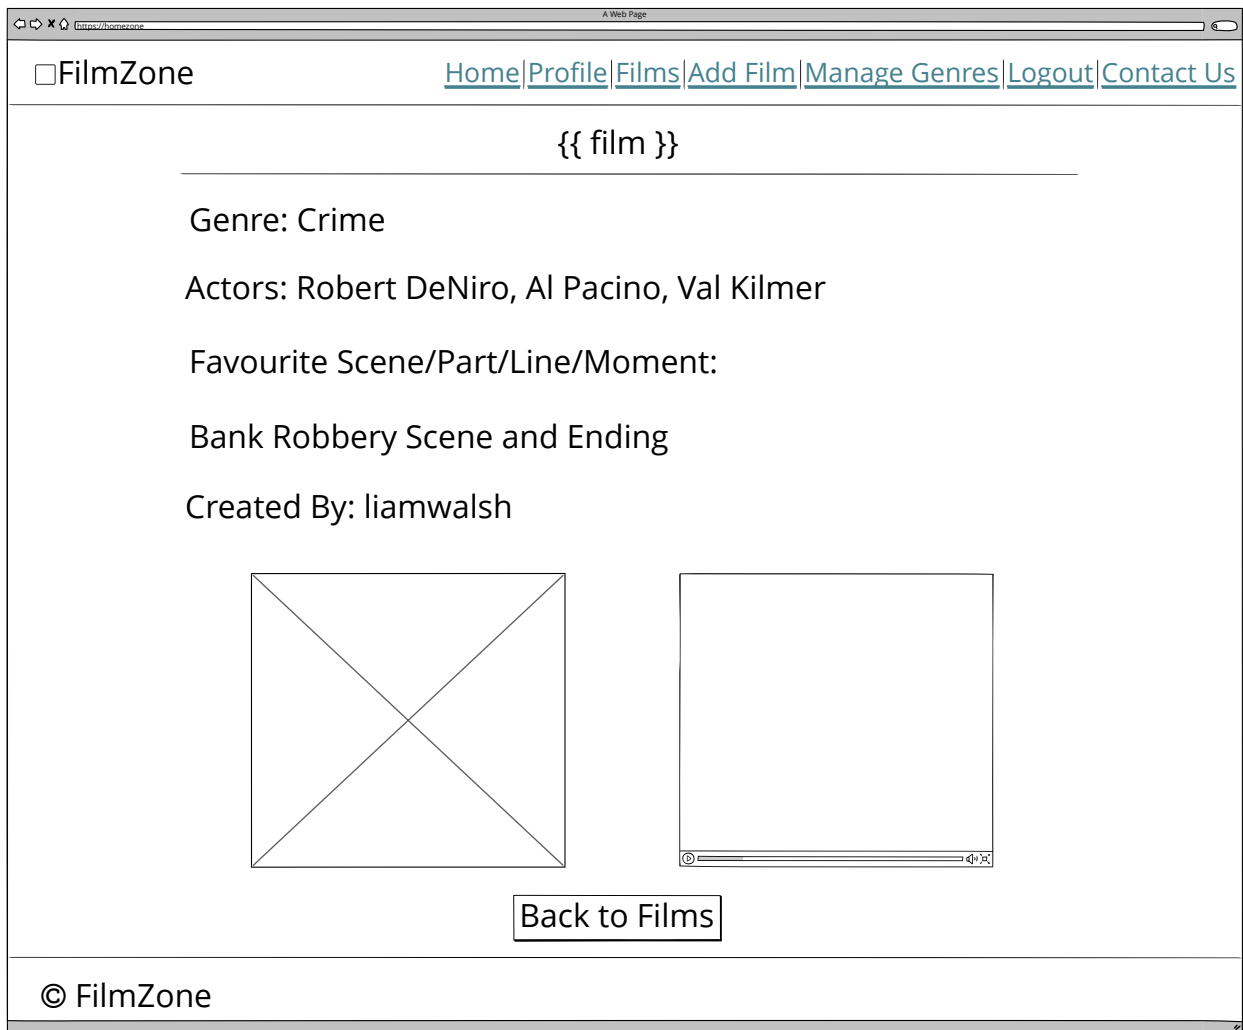 A Web Page
https://homezone
FilmZone
Home|Profile|Films|Add Film|Manage Genres|Logout|Contact Us
{{ film }}
Genre: Crime
Actors: Robert DeNiro, Al Pacino, Val Kilmer
Favourite Scene/Part/Line/Moment:
Bank Robbery Scene and Ending
Created By: liamwalsh
Back to Films
© FilmZone